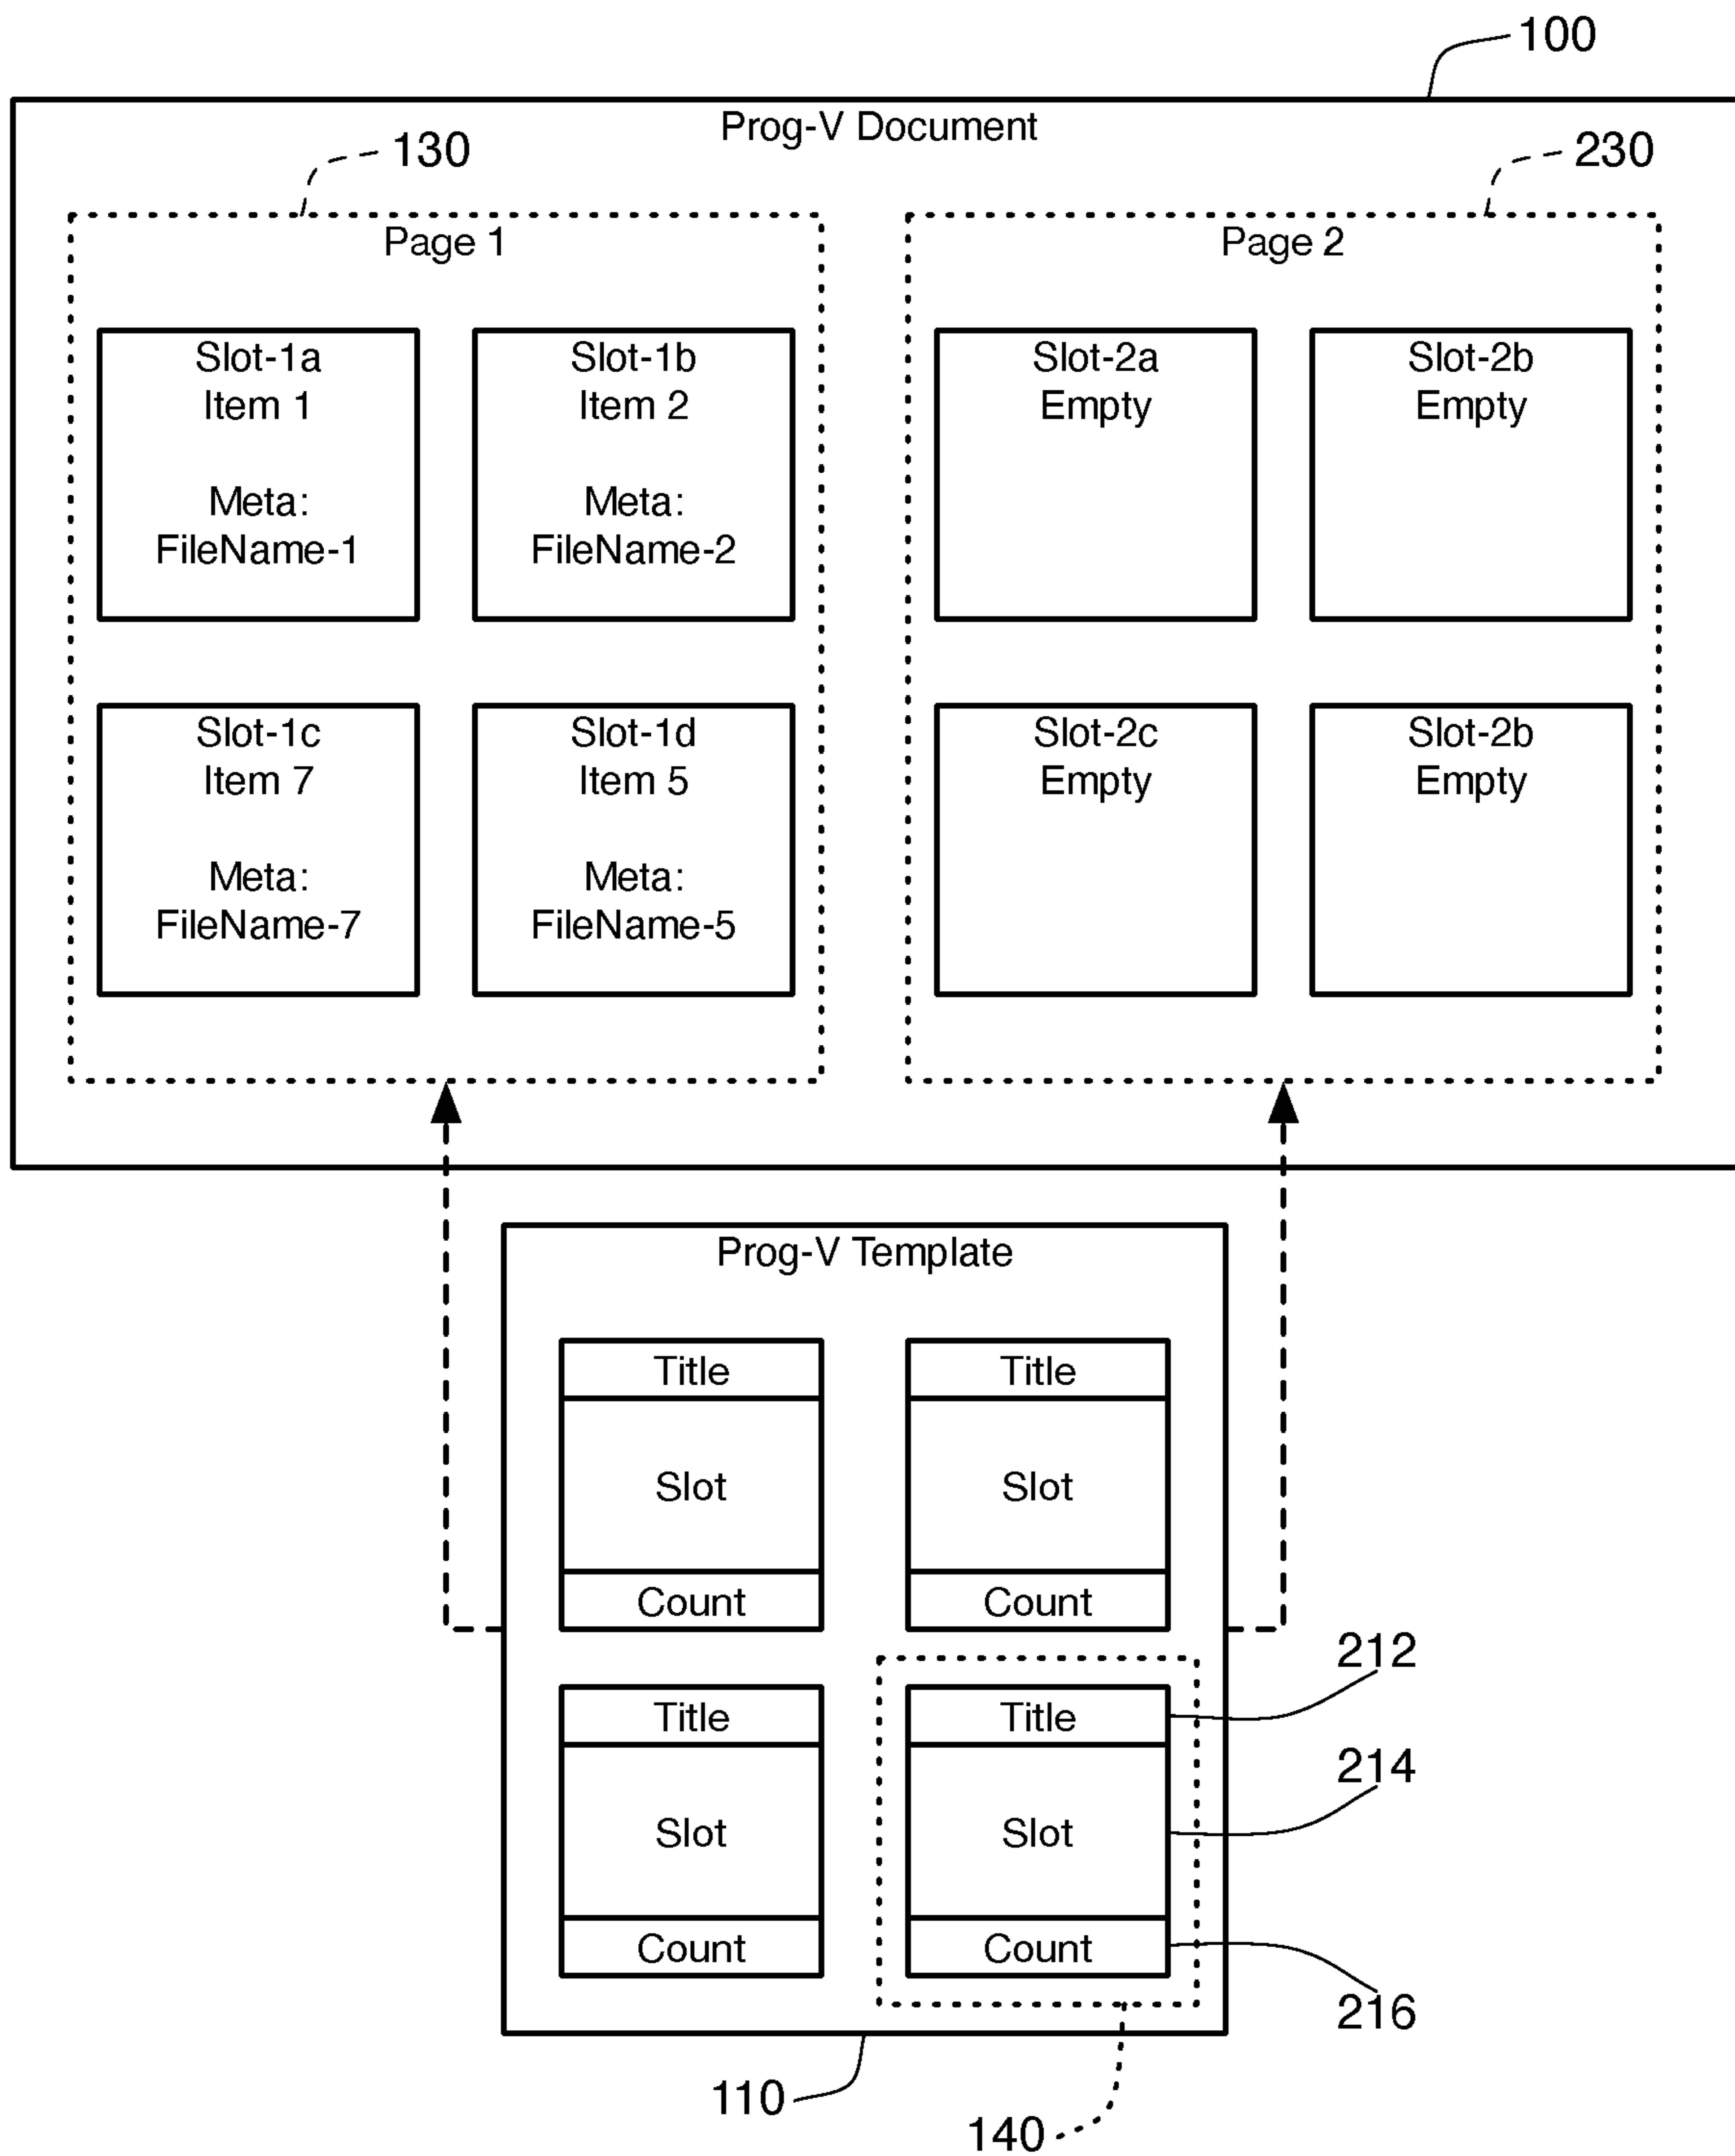 100
Prog-V Document
130
230
Page 1
Page 2
Slot-1a
Item 1
Meta:
FileName-1
Slot-1b
Item 2
Meta:
FileName-2
Slot-2a
Empty
Slot-2b
Empty
Slot-1c
Item 7
Meta:
FileName-7
Slot-1d
Item 5
Meta:
FileName-5
Slot-2c
Empty
Slot-2b
Empty
Prog-V Template
Title
Slot
Count
Title
Slot
Count
Title
Slot
Count
Title
Slot
Count
212
214
216
110
140